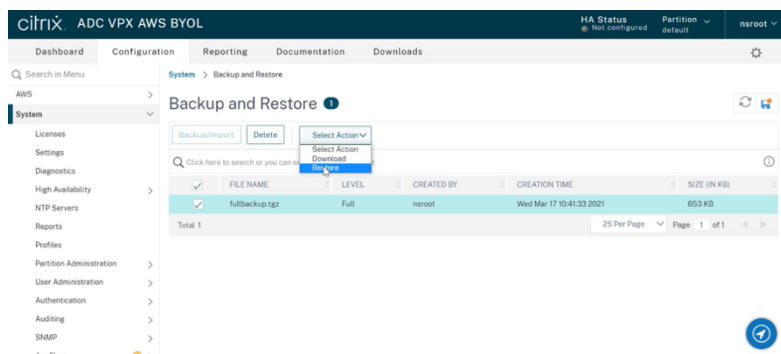 citrix. ADC VPX AWS BYOL
HA Status
Not configured
Partition
default
nsroot
Dashboard Configuration Reporting Documentation Downloads
Search in Menu
System > Backup and Restore
AWS
System
Licenses
Settings
Diagnostics
High Availability
NTP Servers
Reports
Profiles
Partition Administration
User Administration
Authentication
Auditing
SNMP
Backup and Restore 1
Backup/Import Delete Select Action
Select Action
Download
Restore
Click here to search or you can
FILE NAME LEVEL CREATED BY CREATION TIME SIZE (IN KB)
fullbackup.tgz Full nsroot Wed Mar 17 10:41:33 2021 653 KB
Total 1 25 Per Page Page 1 of 1